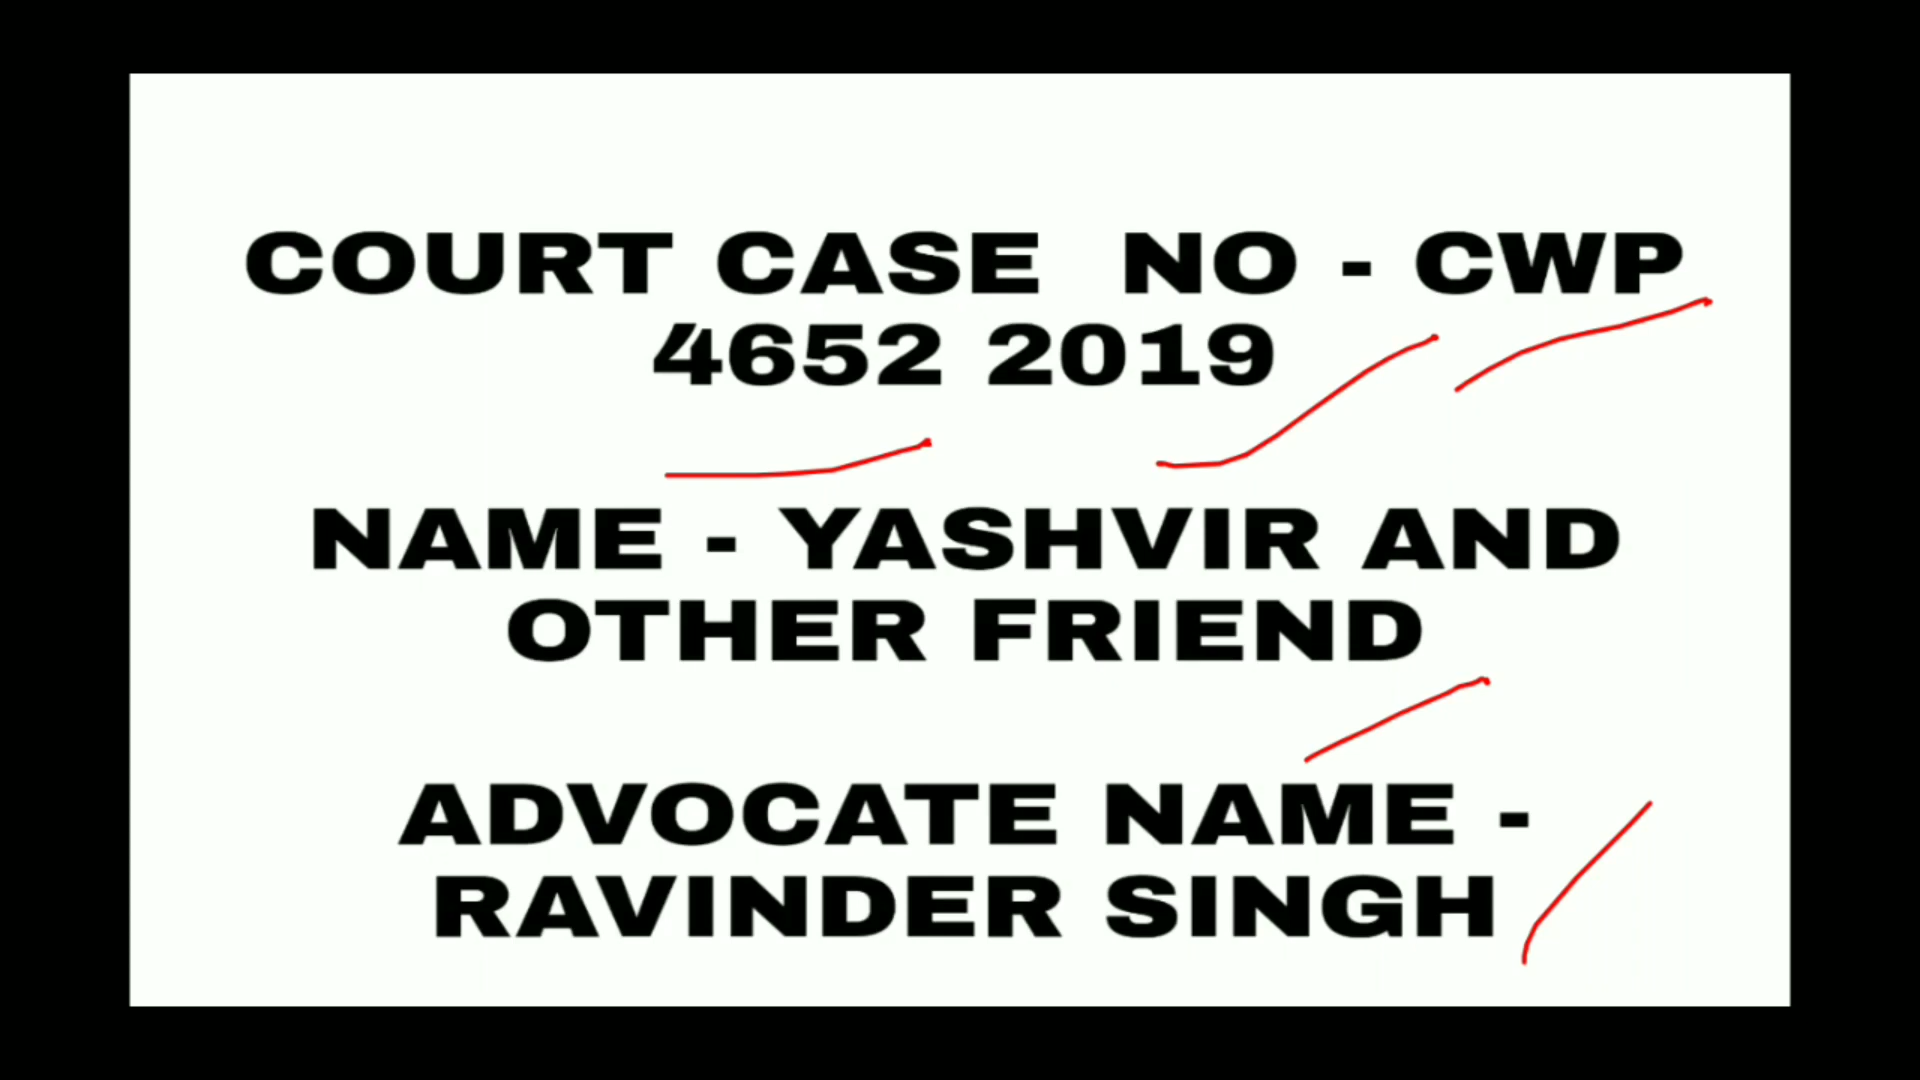 COURT CASE  NO - CWP
4652 2019
NAME - YASHVIR AND
OTHER FRIEND
ADVOCATE NAME -
RAVINDER SINGH